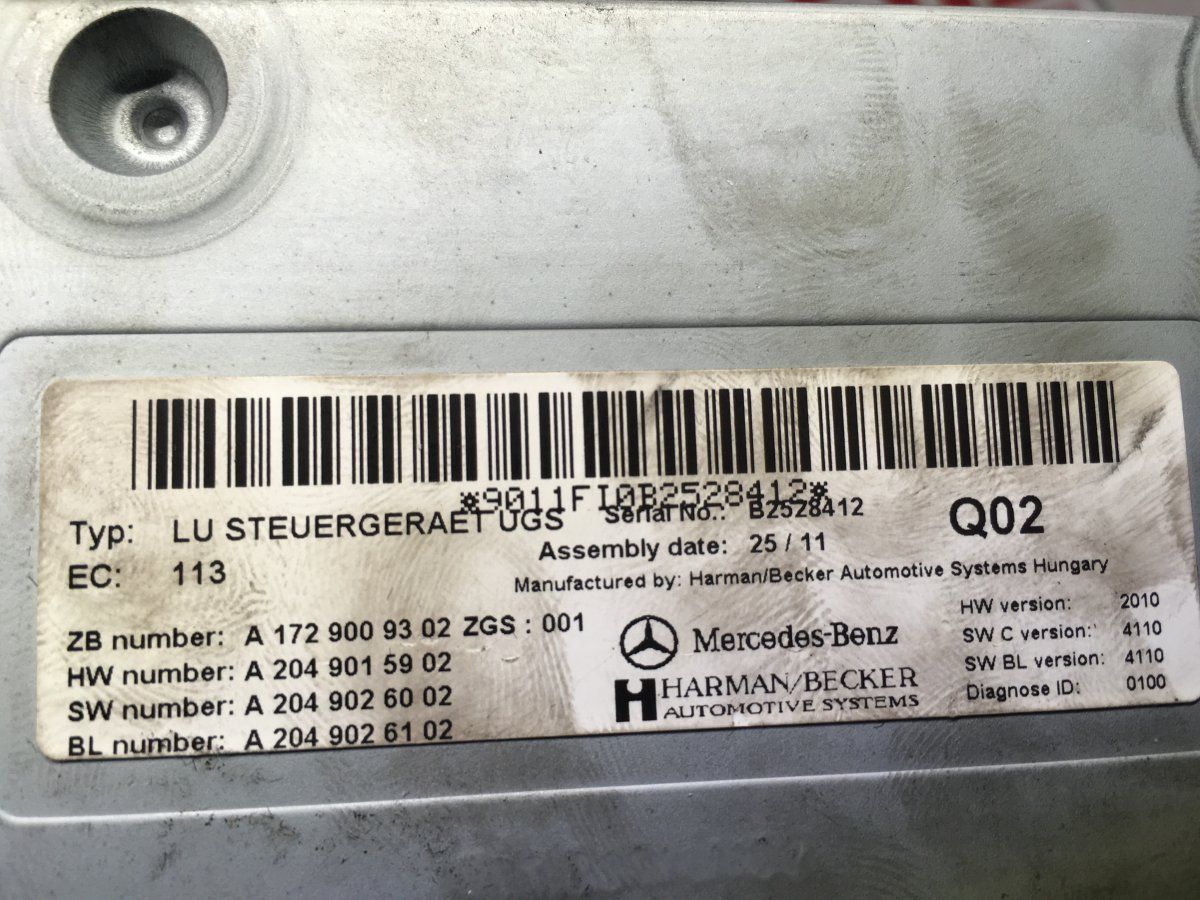 *9011FI0B2528412*
Typ: LU STEUERGERAET UGS Serial No.: B2528412 Q02
Assembly date: 25 / 11
EC: 113
Manufactured by: Harman/Becker Automotive Systems Hungary
ZB number: A 172 900 93 02 ZGS : 001
HW number: A 204 901 59 02
SW number: A 204 902 60 02
BL number: A 204 902 61 02
Mercedes-Benz
HARMAN/BECKER
AUTOMOTIVE SYSTEMS
HW version: 2010
SW C version: 4110
SW BL version: 4110
Diagnose ID: 0100